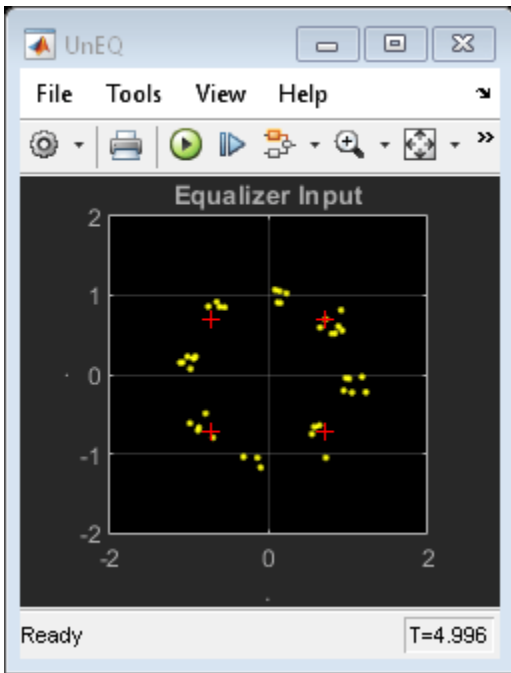 UnEQ
File Tools View Help
Equalizer Input
2
1
0
-1
-2
-2 0 2
Ready T=4.996